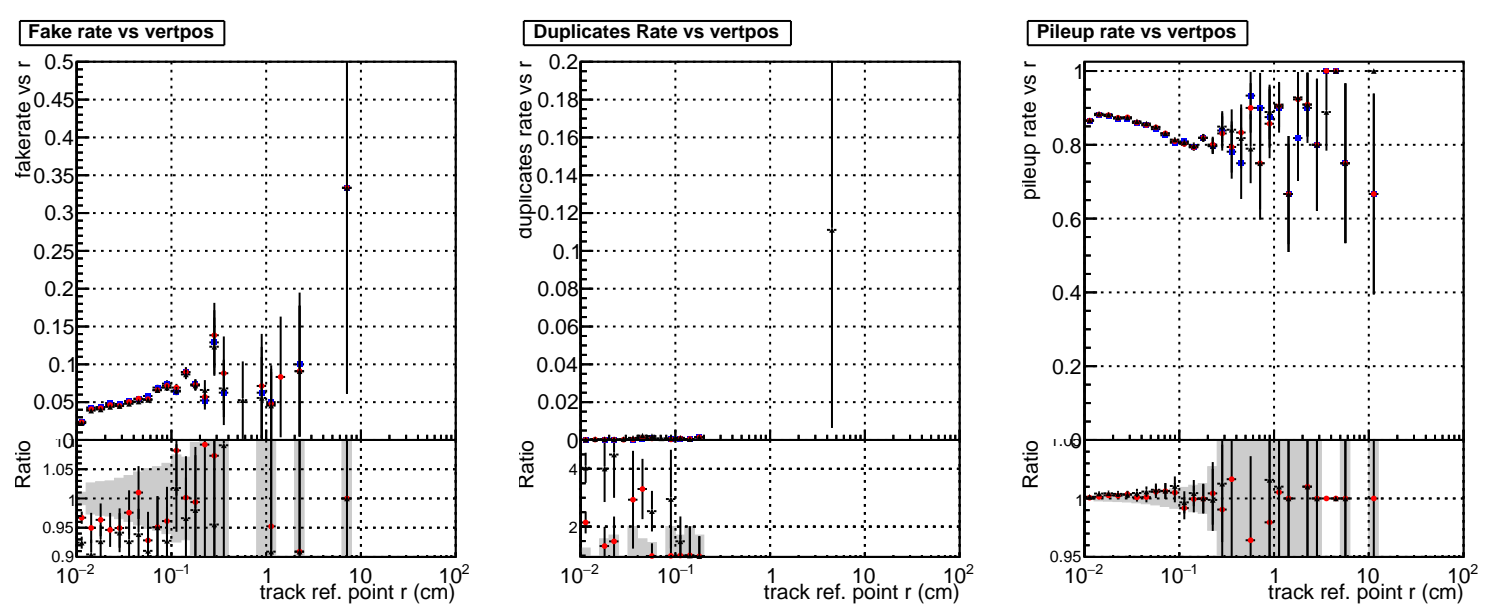 Fake rate vs vertpos
fakerate vs r
0.5
0.45
0.4
0.35
0.3
0.25
0.2
0.15
0.1
0.05
Ratio
1.05
1
0.95
0.9
10⁻² 10⁻¹ 1 10 10²
track ref. point r (cm)
Duplicates Rate vs vertpos
duplicates rate vs r
0.2
0.18
0.16
0.14
0.12
0.1
0.08
0.06
0.04
0.02
0
Ratio
4
2
10⁻² 10⁻¹ 1 10 10²
track ref. point r (cm)
Pileup rate vs vertpos
pileup rate vs r
1
0.8
0.6
0.4
0.2
0
Ratio
1
0.95
10⁻² 10⁻¹ 1 10 10²
track ref. point r (cm)